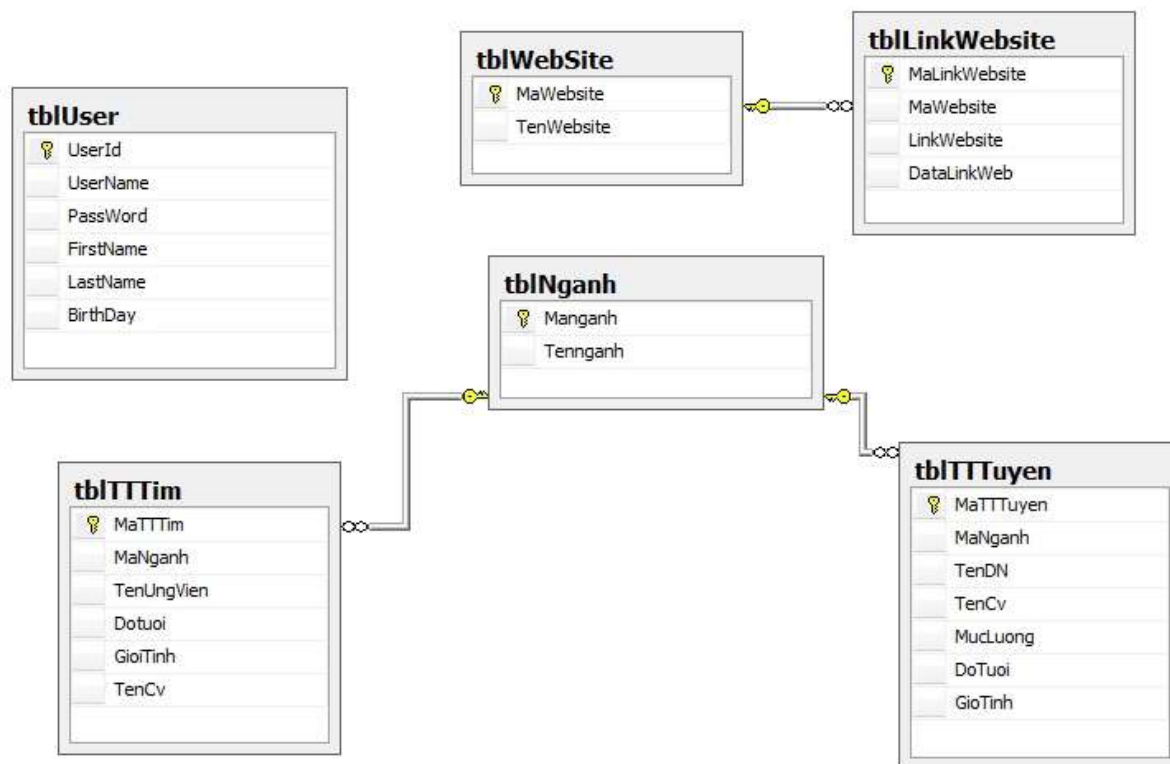 tblUser
UserId
UserName
PassWord
FirstName
LastName
BirthDay
tblWebSite
MaWebsite
TenWebsite
tblLinkWebsite
MaLinkWebsite
MaWebsite
LinkWebsite
DataLinkWeb
tblNganh
Manganh
Tennganh
tblTTTim
MaTTTim
MaNganh
TenUngVien
Dotuoi
GioiTinh
TenCv
tblTTTuyen
MaTTTuyen
MaNganh
TenDN
TenCv
MucLuong
DoTuoi
GioTinh